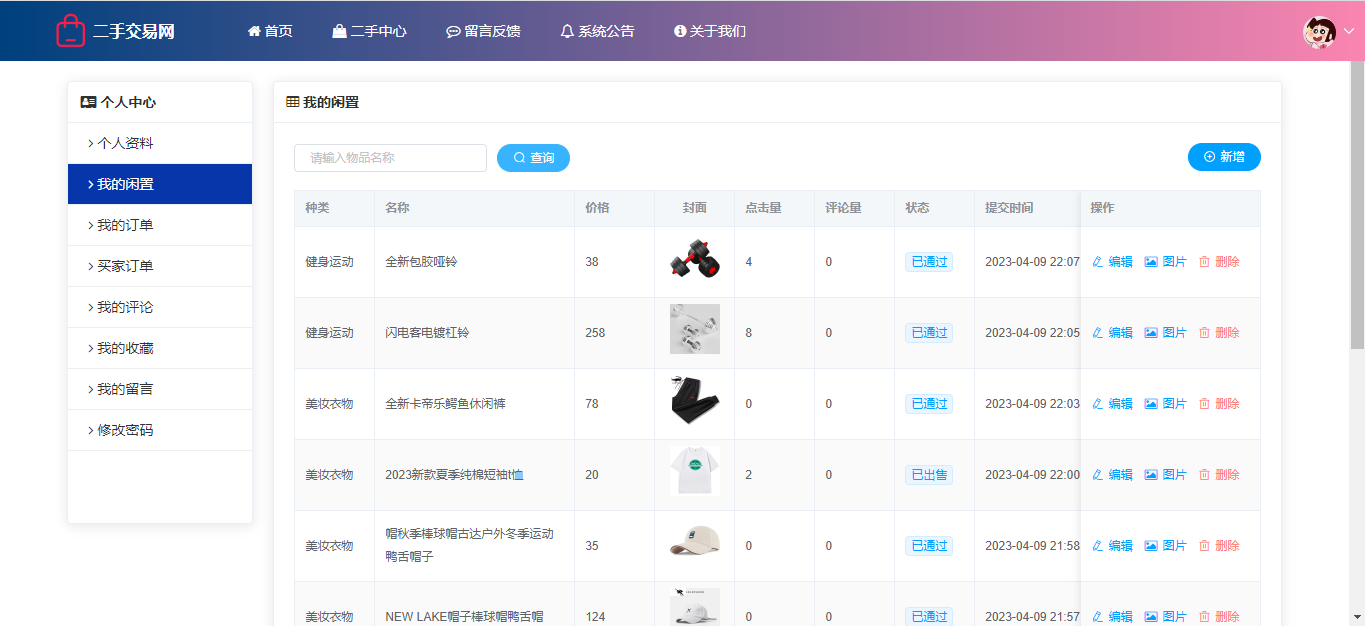 二手交易网 首页 二手中心 留言反馈 系统公告 关于我们
个人中心
个人资料
我的闲置
我的订单
买家订单
我的评论
我的收藏
我的留言
修改密码
我的闲置
请输入物品名称 查询 新增
种类 名称 价格 封面 点击量 评论量 状态 提交时间 操作
健身运动 全新包胶哑铃 38 4 0 已通过 2023-04-09 22:07 编辑 图片 删除
健身运动 闪电客电镀杠铃 258 8 0 已通过 2023-04-09 22:05 编辑 图片 删除
美妆衣物 全新卡帝乐鳄鱼休闲裤 78 0 0 已通过 2023-04-09 22:03 编辑 图片 删除
美妆衣物 2023新款夏季纯棉短袖t恤 20 2 0 已出售 2023-04-09 22:00 编辑 图片 删除
美妆衣物 帽秋季棒球帽古达户外冬季运动
鸭舌帽子 35 0 0 已通过 2023-04-09 21:58 编辑 图片 删除
美妆衣物 NEW LAKE帽子棒球帽鸭舌帽 124 0 0 已通过 2023-04-09 21:57 编辑 图片 删除